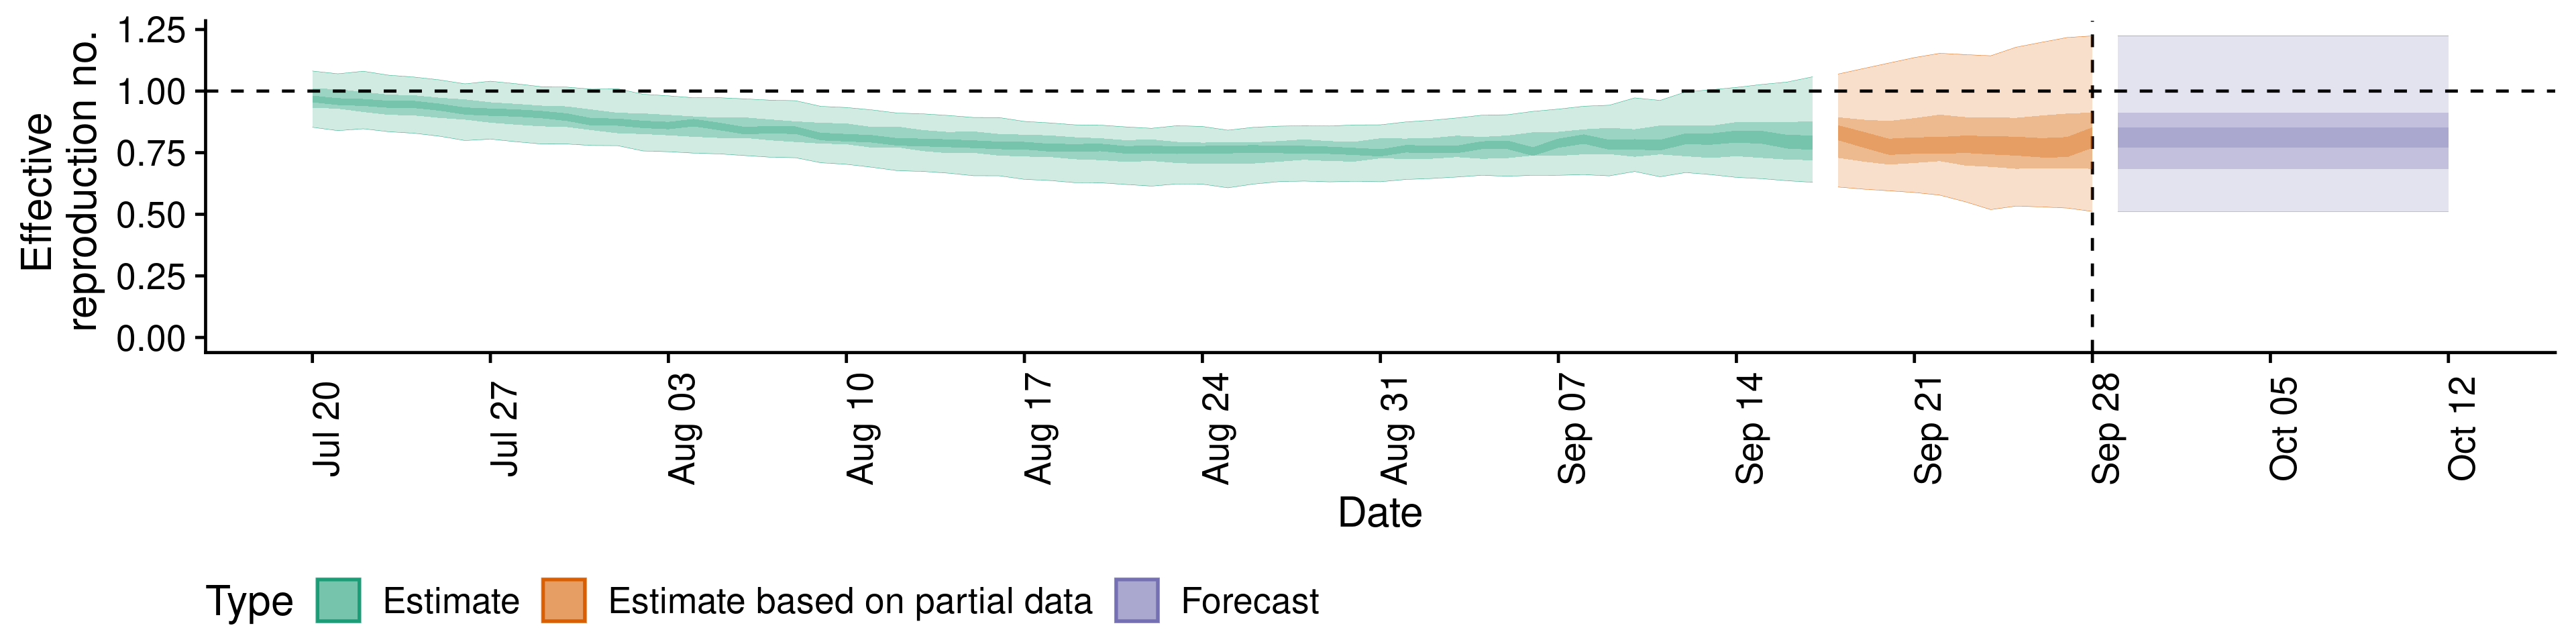 Effective
reproduction no.
1.25
1.00
0.75
0.50
0.25
0.00
Jul 20
Jul 27
Aug 03
Aug 10
Aug 17
Aug 24
Aug 31
Sep 07
Sep 14
Sep 21
Sep 28
Oct 05
Oct 12
Date
Type Estimate Estimate based on partial data Forecast